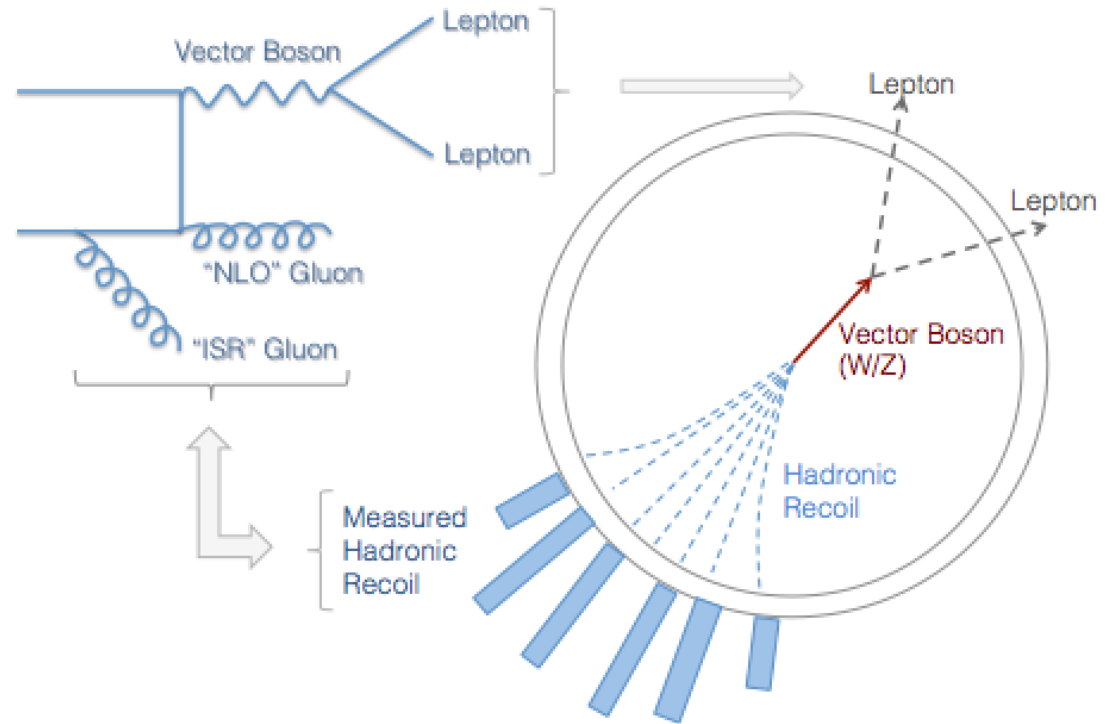 Lepton
Vector Boson
Lepton
“NLO” Gluon
“ISR” Gluon
Lepton
Lepton
Vector Boson
(W/Z)
Hadronic
Recoil
Measured
Hadronic
Recoil